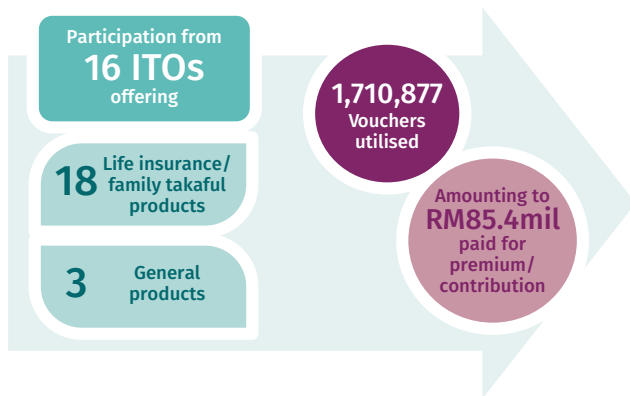 Participation from
16 ITOs
offering
18 Life insurance/
family takaful
products
3 General
products
1,710,877
Vouchers
utilised
Amounting to
RM85.4mil
paid for
premium/
contribution